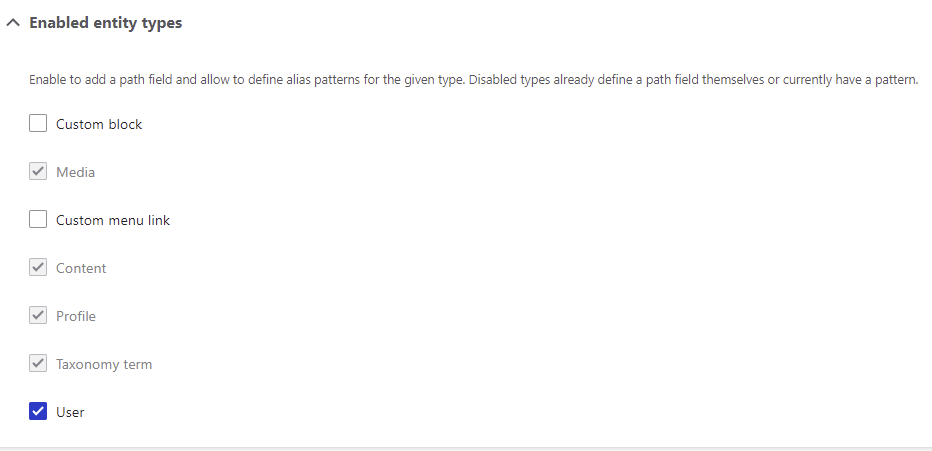 Enabled entity types
Enable to add a path field and allow to define alias patterns for the given type. Disabled types already define a path field themselves or currently have a pattern.
Custom block
Media
Custom menu link
Content
Profile
Taxonomy term
User